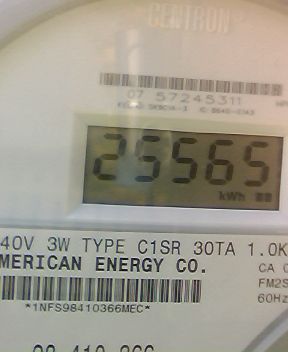 CENTRON
07 57245311
25565
kWh
40V 3W TYPE C1SR 30TA 1.0K
MERICAN ENERGY CO.
CA 0
FM2S
60Hz
*1NFS98410366MEC*